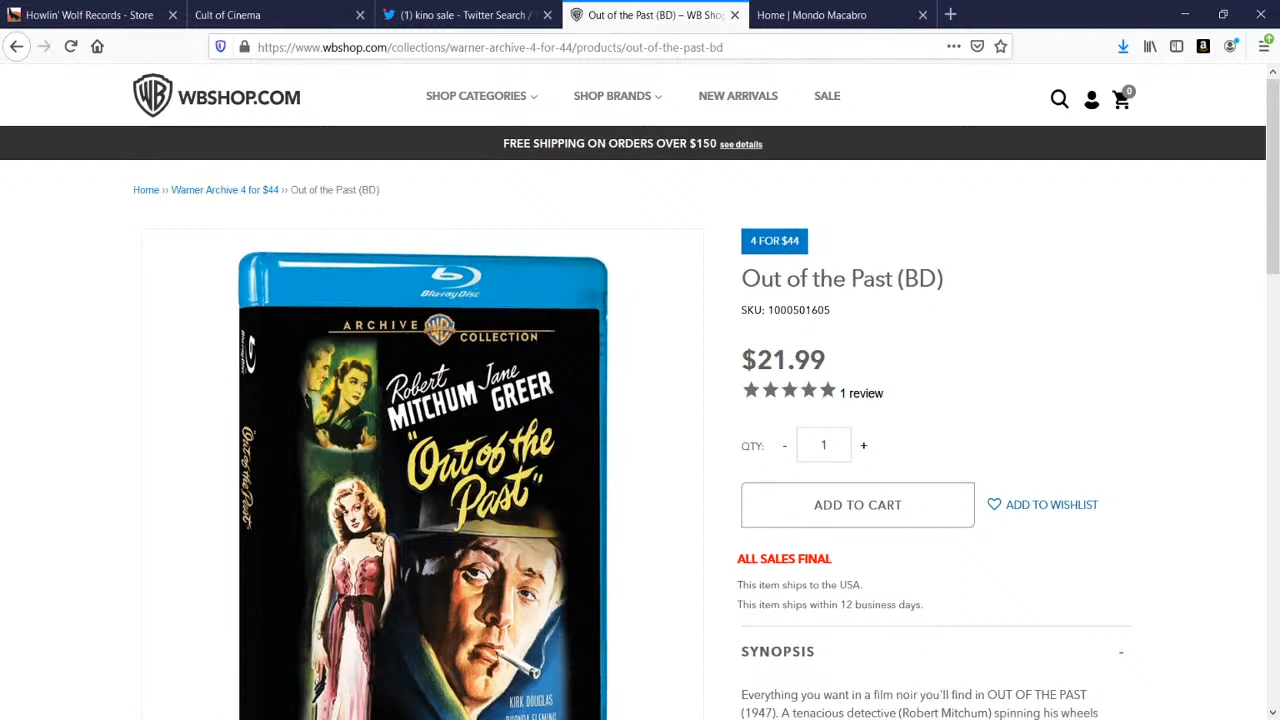 Howlin' Wolf Records - Store
Cult of Cinema
(1) kino sale - Twitter Search /
Out of the Past (BD) – WB Shop
Home | Mondo Macabro
https://www.wbshop.com/collections/warner-archive-4-for-44/products/out-of-the-past-bd
WBSHOP.COM
SHOP CATEGORIES
SHOP BRANDS
NEW ARRIVALS
SALE
0
FREE SHIPPING ON ORDERS OVER $150 see details
Home ›› Warner Archive 4 for $44 ›› Out of the Past (BD)
4 FOR $44
Out of the Past (BD)
SKU: 1000501605
$21.99
1 review
QTY: - 1 +
ADD TO CART
ADD TO WISHLIST
ALL SALES FINAL
This item ships to the USA.
This item ships within 12 business days.
SYNOPSIS -
Everything you want in a film noir you'll find in OUT OF THE PAST
(1947). A tenacious detective (Robert Mitchum) spinning his wheels
Blu-ray Disc
ARCHIVE WB COLLECTION
Robert MITCHUM Jane GREER
"Out of the
Past"
"Out of the Past"
KIRK DOUGLAS
RHONDA FLEMING